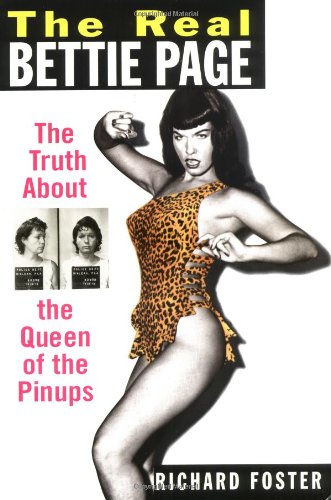 The Real
BETTIE PAGE
The
Truth
About
the
Queen
of the
Pinups
RICHARD FOSTER